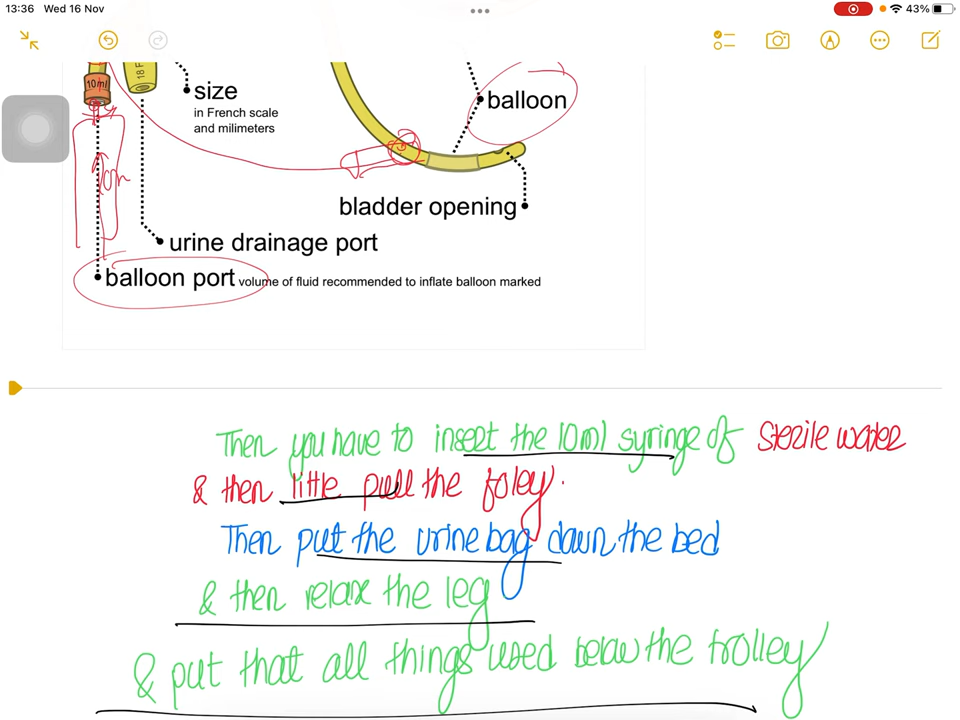 13:36 Wed 16 Nov
43%
10ml
18 F
size
in French scale
and milimeters
balloon
bladder opening
urine drainage port
balloon port volume of fluid recommended to inflate balloon marked
Then you have to insert the 10ml syringe of sterile water
& then little pull the foley.
Then put the urine bag down the bed
& then relax the leg
& put that all things used below the trolley